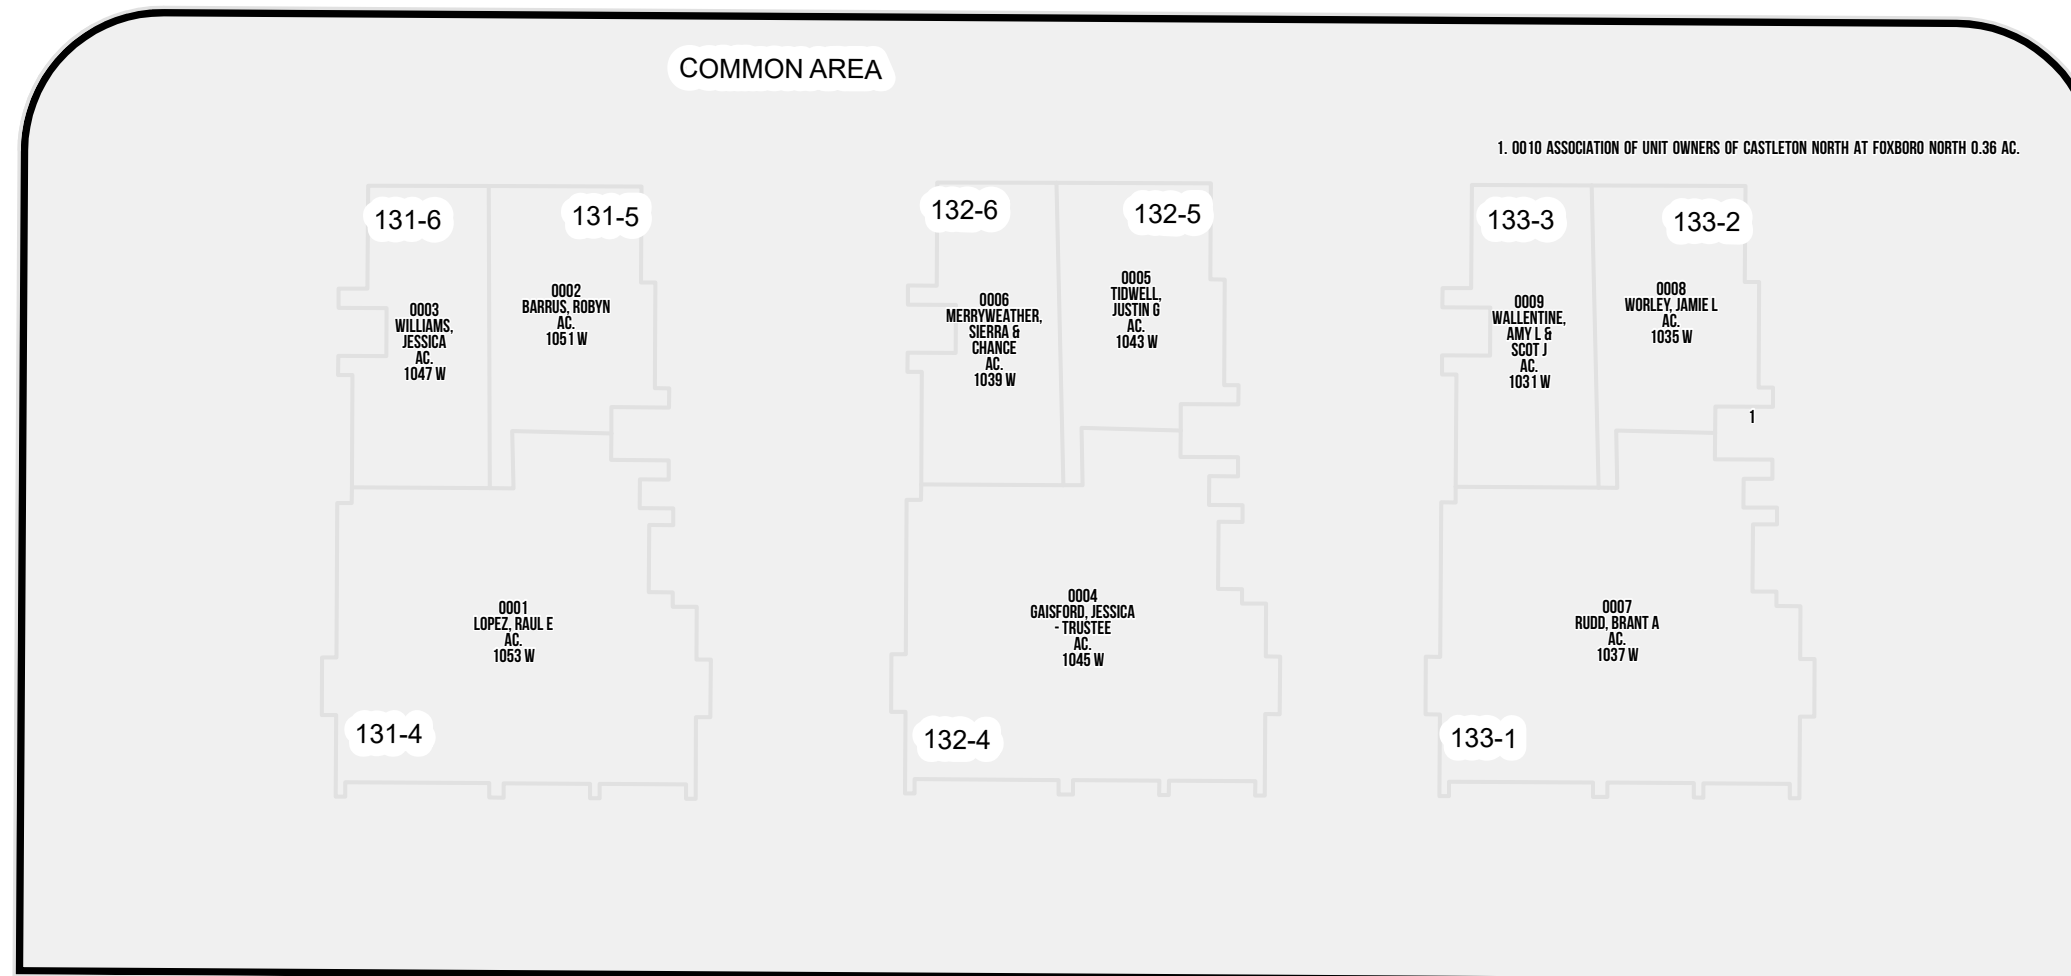 COMMON AREA
1. 0010 ASSOCIATION OF UNIT OWNERS OF CASTLETON NORTH AT FOXBORO NORTH 0.36 AC.
131-6
131-5
0003
WILLIAMS,
JESSICA
AC.
1047 W
0002
BARRUS, ROBYN
AC.
1051 W
0001
LOPEZ, RAUL E
AC.
1053 W
131-4
132-6
132-5
0006
MERRYWEATHER,
SIERRA &
CHANCE
AC.
1039 W
0005
TIDWELL,
JUSTIN G
AC.
1043 W
0004
GAISFORD, JESSICA
- TRUSTEE
AC.
1045 W
132-4
133-3
133-2
0009
WALLENTINE,
AMY L &
SCOT J
AC.
1031 W
0008
WORLEY, JAMIE L
AC.
1035 W
1
0007
RUDD, BRANT A
AC.
1037 W
133-1